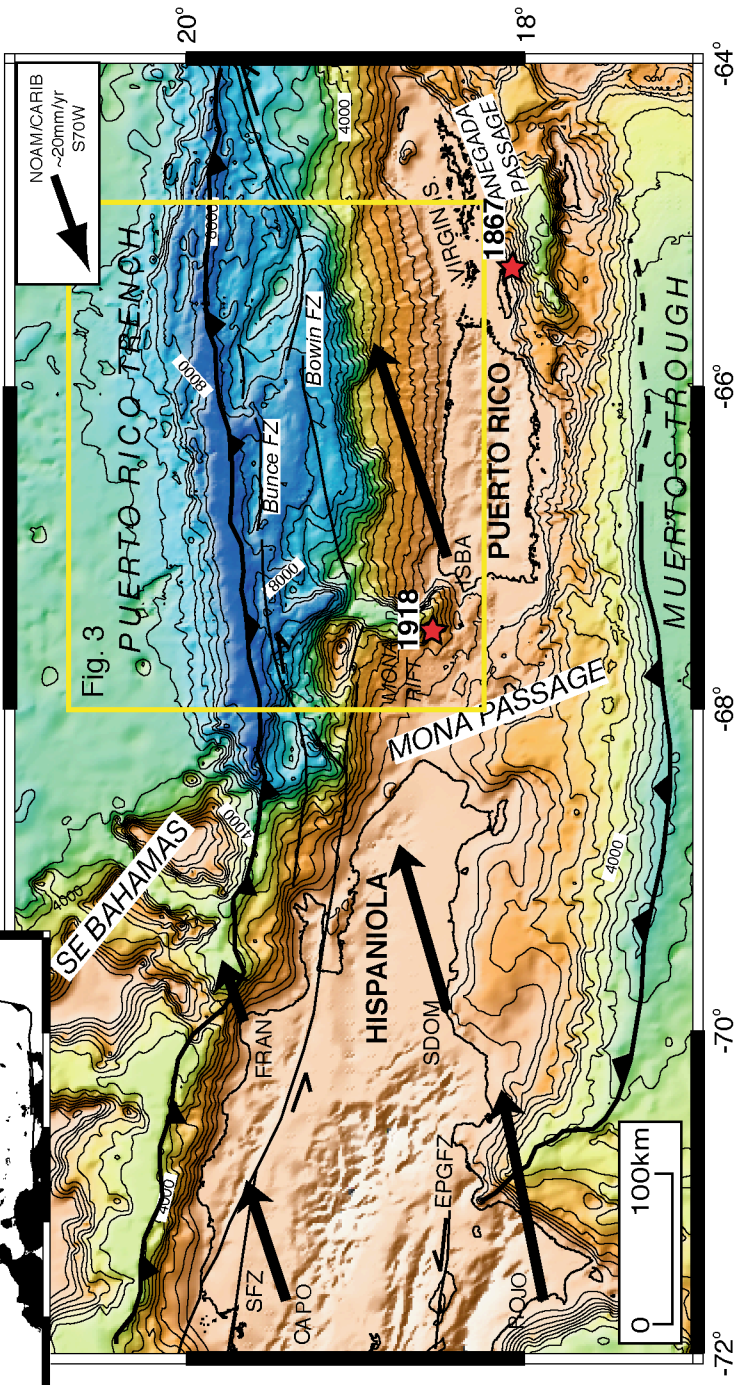 NOAM/CARIB
~20mm/yr
S70W
Fig. 3
PUERTO RICO TRENCH
SE BAHAMAS
8000
8000
8000
4000
4000
4000
4000
4000
Bunce FZ
Bowin FZ
MONA
RIFT
1918
ISBA
1867
VIRGIN IS.
ANEGADA
PASSAGE
PUERTO RICO
MONA PASSAGE
HISPANIOLA
FRAN
SFZ
CAPO
SDOM
EPGFZ
ROJO
MUERTOS TROUGH
0
100km
20°
18°
-72°
-70°
-68°
-66°
-64°